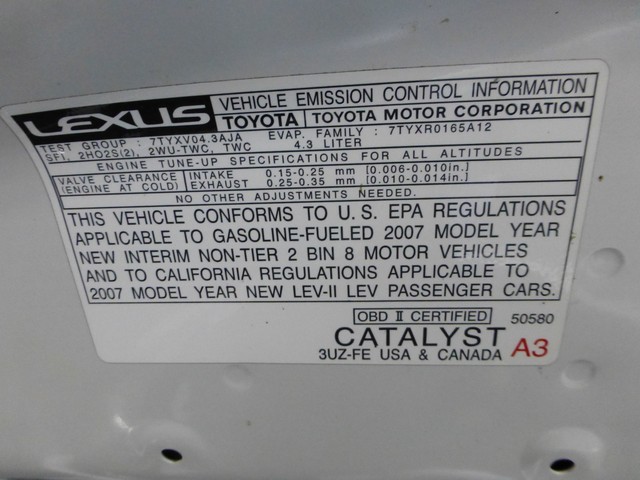 LEXUS VEHICLE EMISSION CONTROL INFORMATION
TOYOTA TOYOTA MOTOR CORPORATION
TEST GROUP : 7TYXV04.3AJA EVAP. FAMILY : 7TYXR0165A12
SFI, 2HO2S(2), 2WU-TWC, TWC 4.3 LITER
ENGINE TUNE-UP SPECIFICATIONS FOR ALL ALTITUDES
VALVE CLEARANCE INTAKE 0.15-0.25 mm [0.006-0.010in.]
(ENGINE AT COLD) EXHAUST 0.25-0.35 mm [0.010-0.014in.]
NO OTHER ADJUSTMENTS NEEDED.
THIS VEHICLE CONFORMS TO U.S. EPA REGULATIONS
APPLICABLE TO GASOLINE-FUELED 2007 MODEL YEAR
NEW INTERIM NON-TIER 2 BIN 8 MOTOR VEHICLES
AND TO CALIFORNIA REGULATIONS APPLICABLE TO
2007 MODEL YEAR NEW LEV-II LEV PASSENGER CARS.
OBD II CERTIFIED 50580
CATALYST
3UZ-FE USA & CANADA A3